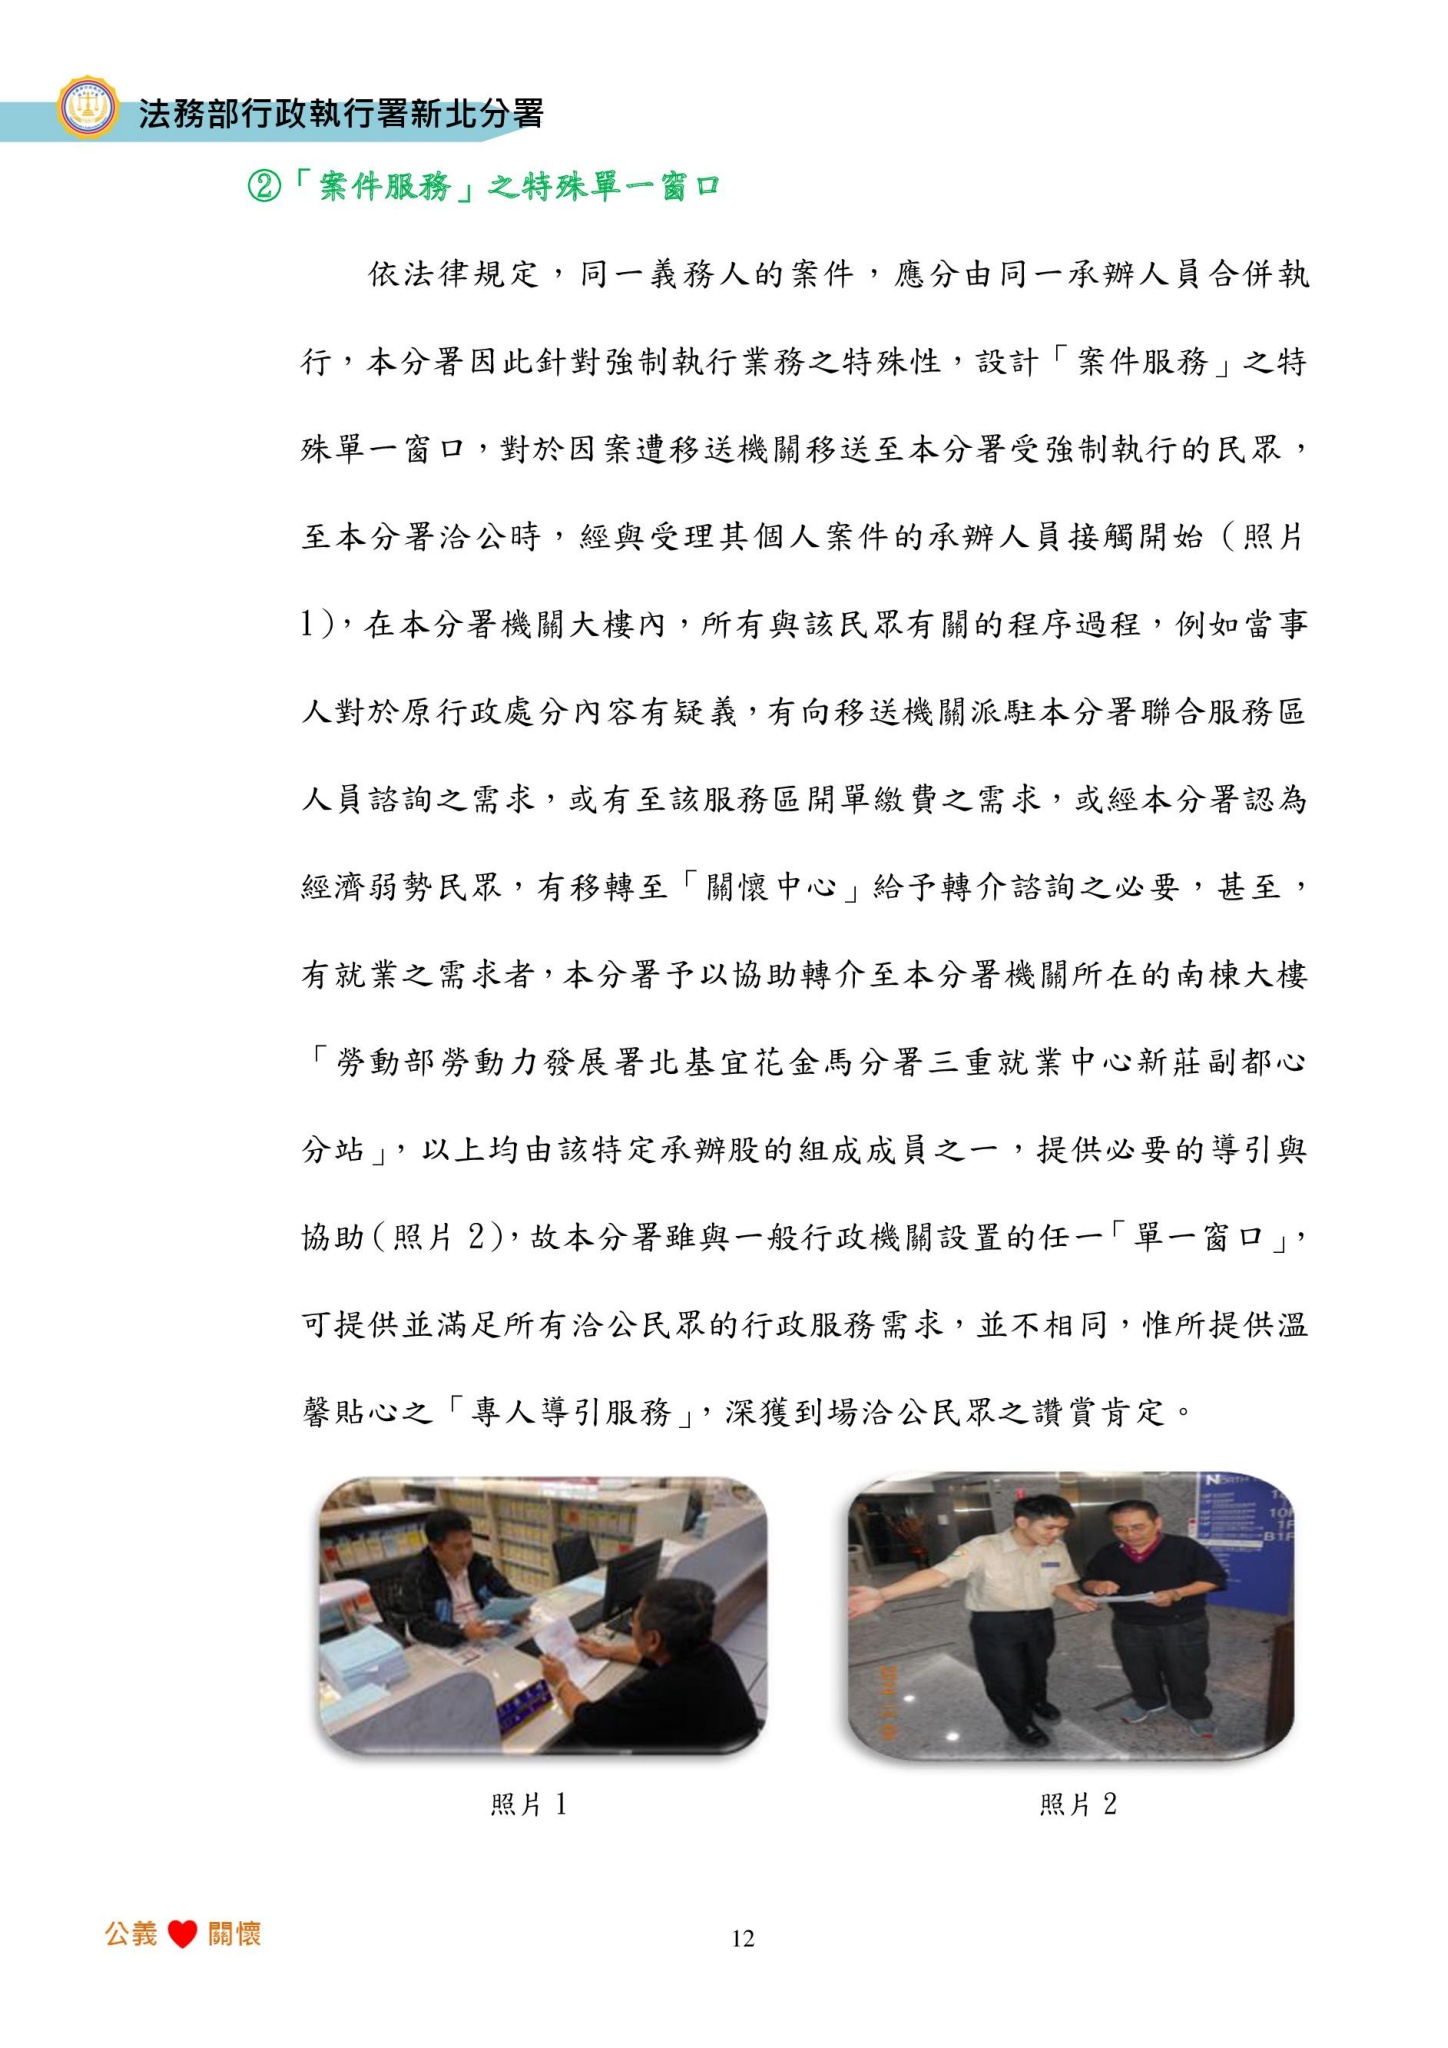 法務部行政執行署新北分署
②「案件服務」之特殊單一窗口
依法律規定，同一義務人的案件，應分由同一承辦人員合併執
行，本分署因此針對強制執行業務之特殊性，設計「案件服務」之特
殊單一窗口，對於因案遭移送機關移送至本分署受強制執行的民眾，
至本分署洽公時，經與受理其個人案件的承辦人員接觸開始（照片
1），在本分署機關大樓內，所有與該民眾有關的程序過程，例如當事
人對於原行政處分內容有疑義，有向移送機關派駐本分署聯合服務區
人員諮詢之需求，或有至該服務區開單繳費之需求，或經本分署認為
經濟弱勢民眾，有移轉至「關懷中心」給予轉介諮詢之必要，甚至，
有就業之需求者，本分署予以協助轉介至本分署機關所在的南棟大樓
「勞動部勞動力發展署北基宜花金馬分署三重就業中心新莊副都心
分站」，以上均由該特定承辦股的組成成員之一，提供必要的導引與
協助（照片 2），故本分署雖與一般行政機關設置的任一「單一窗口」，
可提供並滿足所有洽公民眾的行政服務需求，並不相同，惟所提供溫
馨貼心之「專人導引服務」，深獲到場洽公民眾之讚賞肯定。
NORTH
10F
1F
B1F
照片 1
照片 2
公義 ♥ 關懷
12